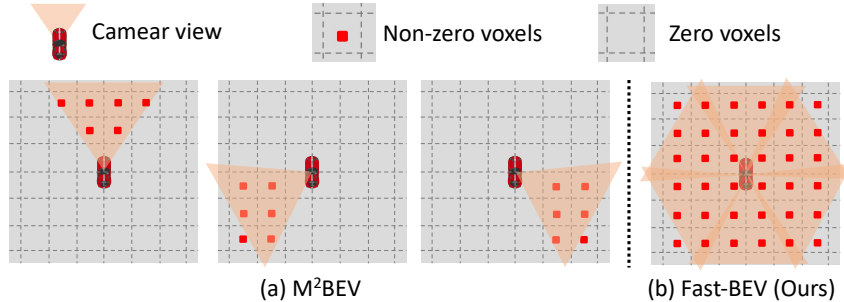 Camear view
Non-zero voxels
Zero voxels
(a) M²BEV
(b) Fast-BEV (Ours)